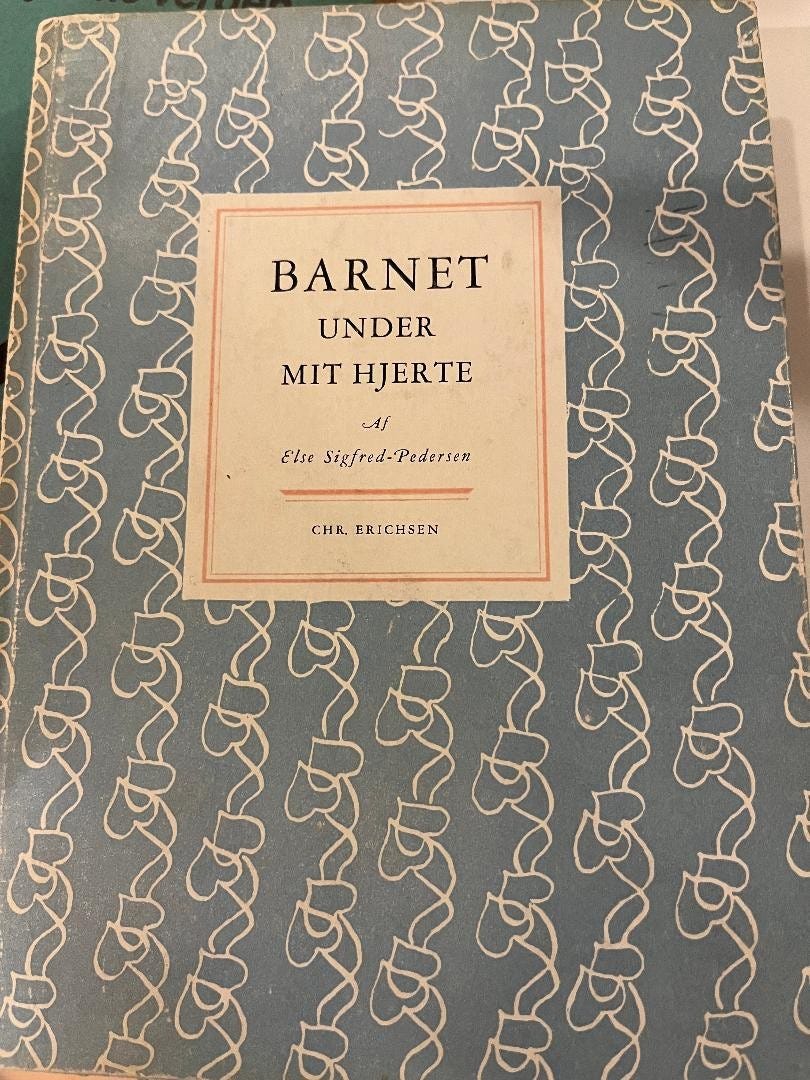 BARNET
UNDER
MIT HJERTE
Af
Else Sigfred-Pedersen
CHR. ERICHSEN